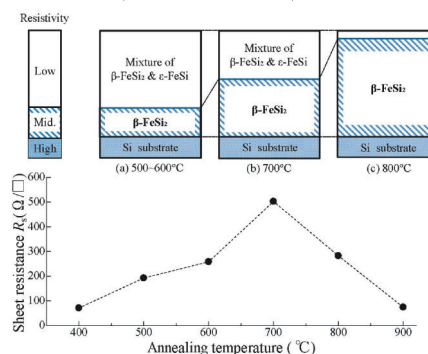 Resistivity
Low
Mid.
High
Mixture of
β-FeSi₂ & ε-FeSi
β-FeSi₂
Si substrate
(a) 500~600°C
Mixture of
β-FeSi₂ & ε-FeSi
β-FeSi₂
Si substrate
(b) 700°C
β-FeSi₂
Si substrate
(c) 800°C
Sheet resistance Rs(Ω/□)
600
500
400
300
200
100
0
400
500
600
700
800
900
Annealing temperature (℃)